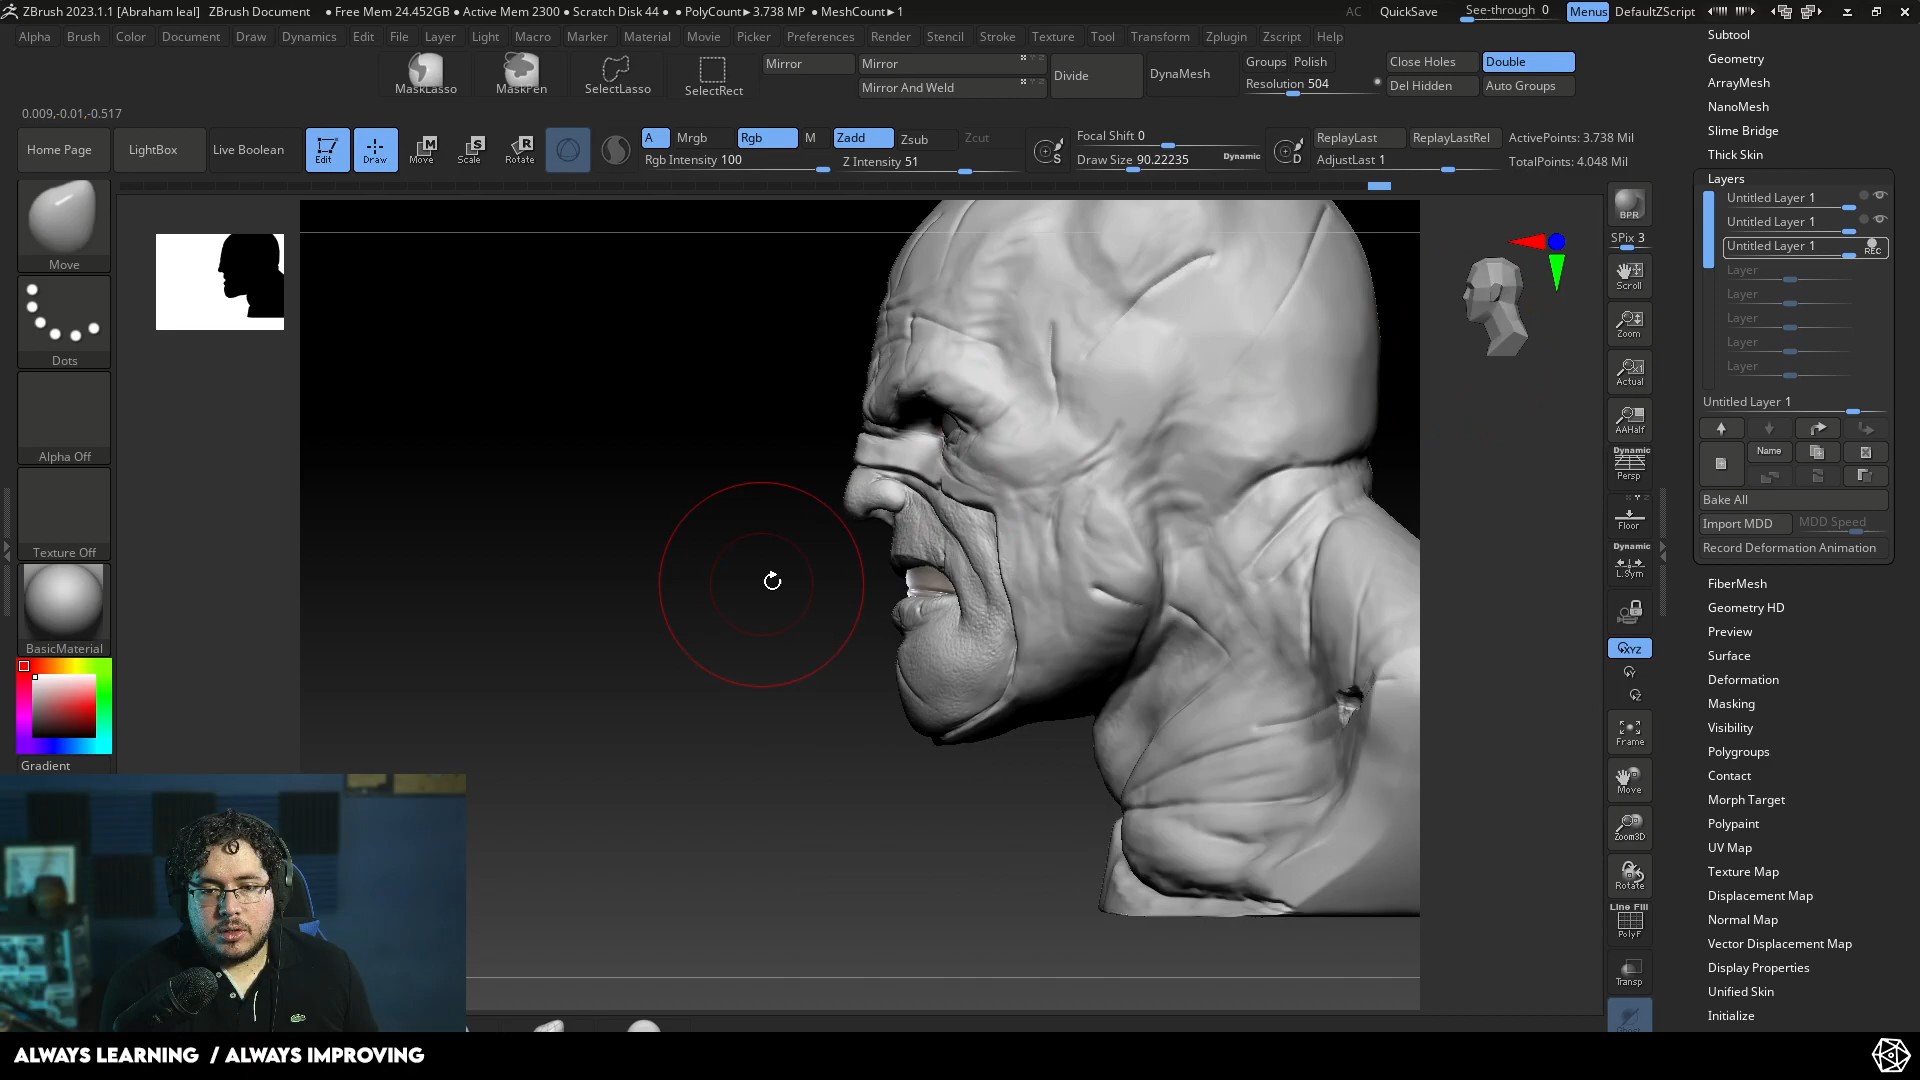 ZBrush 2023.1.1 [Abraham leal] ZBrush Document • Free Mem 24.452GB • Active Mem 2300 • Scratch Disk 44 • • PolyCount► 3.738 MP • MeshCount► 1 AC QuickSave See-through 0 Menus DefaultZScript
Alpha Brush Color Document Draw Dynamics Edit File Layer Light Macro Marker Material Movie Picker Preferences Render Stencil Stroke Texture Tool Transform Zplugin Zscript Help
MaskLasso MaskPen SelectLasso SelectRect
Mirror Mirror
Mirror And Weld
Divide DynaMesh
Groups Polish
Resolution 504
Close Holes Double
Del Hidden Auto Groups
0.009,-0.01,-0.517
Home Page LightBox Live Boolean Edit Draw Move Scale Rotate
A Mrgb Rgb M Zadd Zsub Zcut
Rgb Intensity 100 Z Intensity 51
Focal Shift 0
Draw Size 90.22235 Dynamic
S D
ReplayLast ReplayLastRel ActivePoints: 3.738 Mil
AdjustLast 1 TotalPoints: 4.048 Mil
Move
Dots
Alpha Off
Texture Off
BasicMaterial
Gradient
BPR
SPix 3
Scroll
Zoom
Actual
AAHalf
Dynamic
Persp
Floor
Dynamic
L.Sym
XYZ
Y
Z
Frame
Move
Zoom3D
Rotate
Line Fill
PolyF
Transp
Subtool
Geometry
ArrayMesh
NanoMesh
Slime Bridge
Thick Skin
Layers
Untitled Layer 1
Untitled Layer 1
Untitled Layer 1 REC
Layer
Layer
Layer
Layer
Layer
Untitled Layer 1
Name
Bake All
Import MDD MDD Speed
Record Deformation Animation
FiberMesh
Geometry HD
Preview
Surface
Deformation
Masking
Visibility
Polygroups
Contact
Morph Target
Polypaint
UV Map
Texture Map
Displacement Map
Normal Map
Vector Displacement Map
Display Properties
Unified Skin
Initialize
ALWAYS LEARNING / ALWAYS IMPROVING